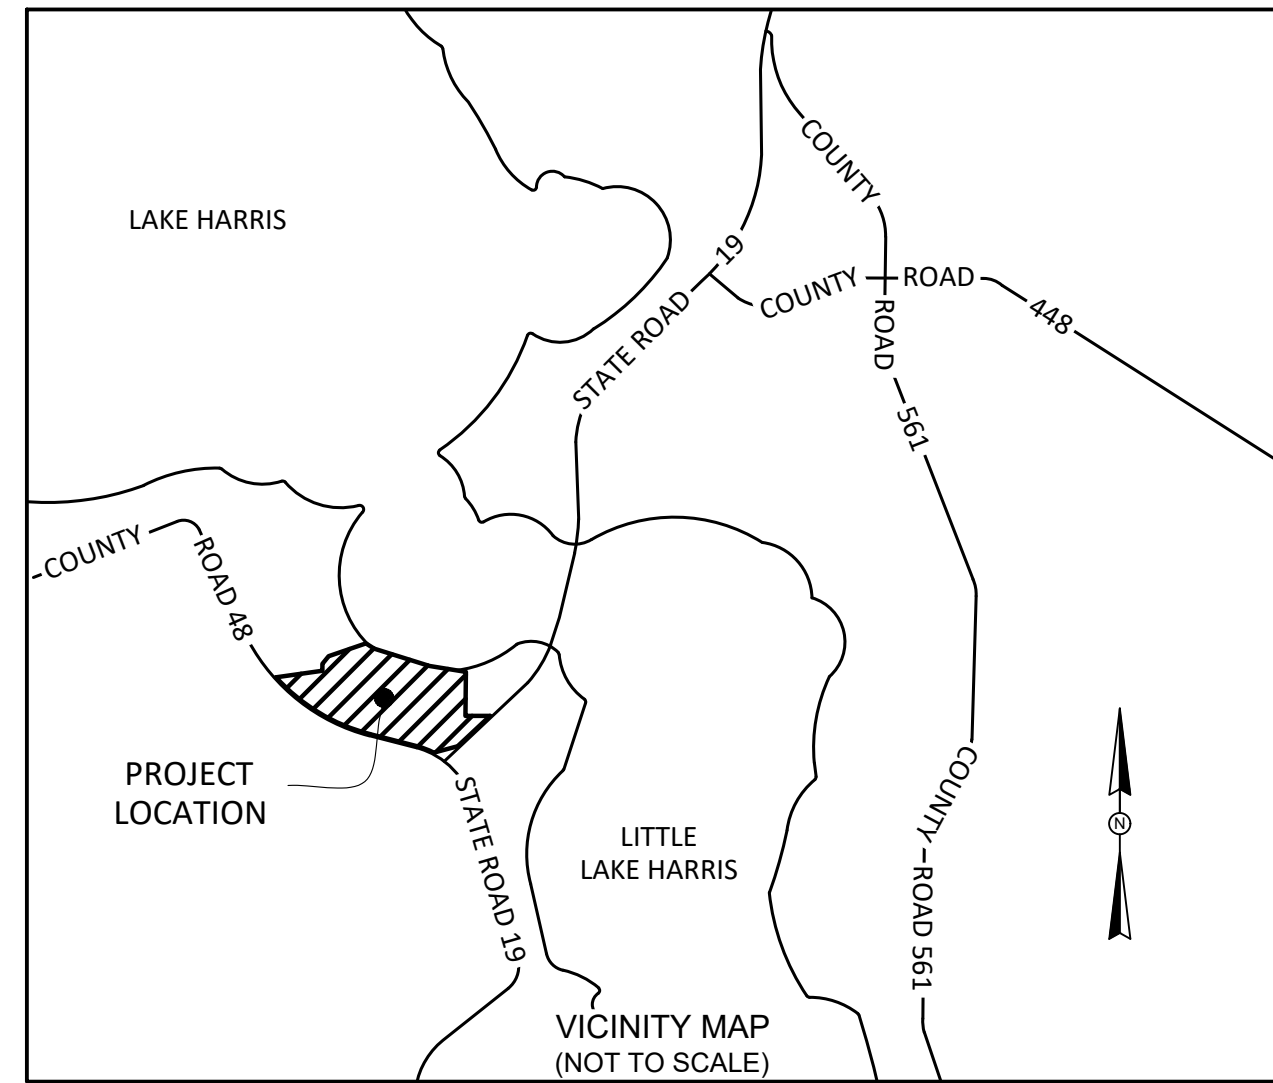 COUNTY
LAKE HARRIS
STATE ROAD 19
COUNTY ROAD 448
ROAD 561
COUNTY ROAD 48
PROJECT
LOCATION
STATE ROAD 19
LITTLE
LAKE HARRIS
COUNTY ROAD 561
N
VICINITY MAP
(NOT TO SCALE)